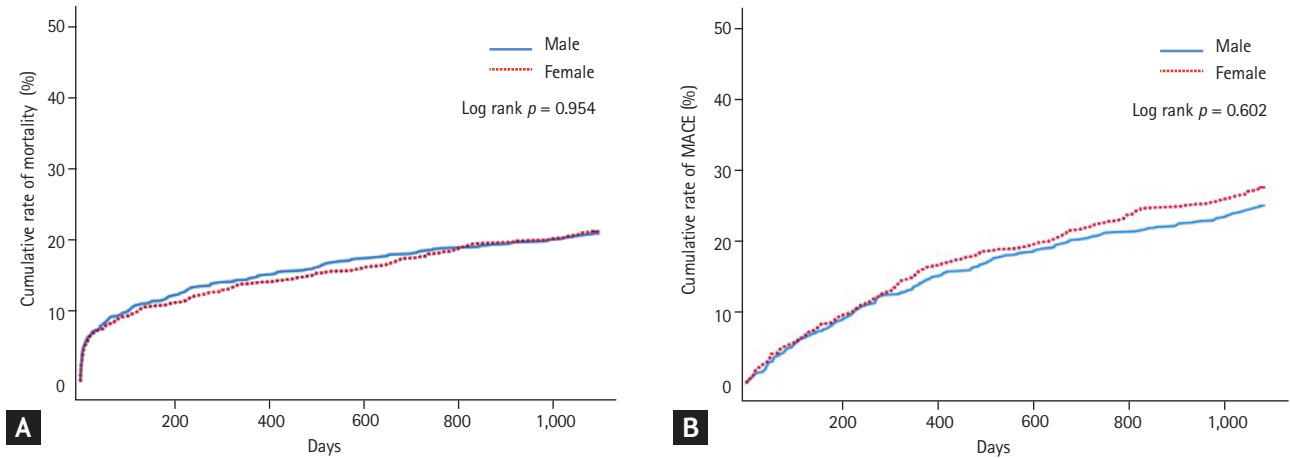 50
40
30
20
10
0
Cumulative rate of mortality (%)
Male
Female
Log rank p = 0.954
200
400
600
800
1,000
Days
A
50
40
30
20
10
0
Cumulative rate of MACE (%)
Male
Female
Log rank p = 0.602
200
400
600
800
1,000
Days
B